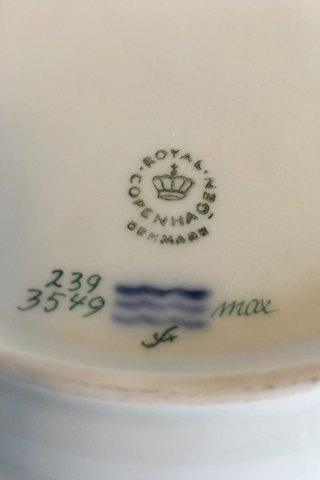 ROYAL
COPENHAGEN
DENMARK
239
3549 max